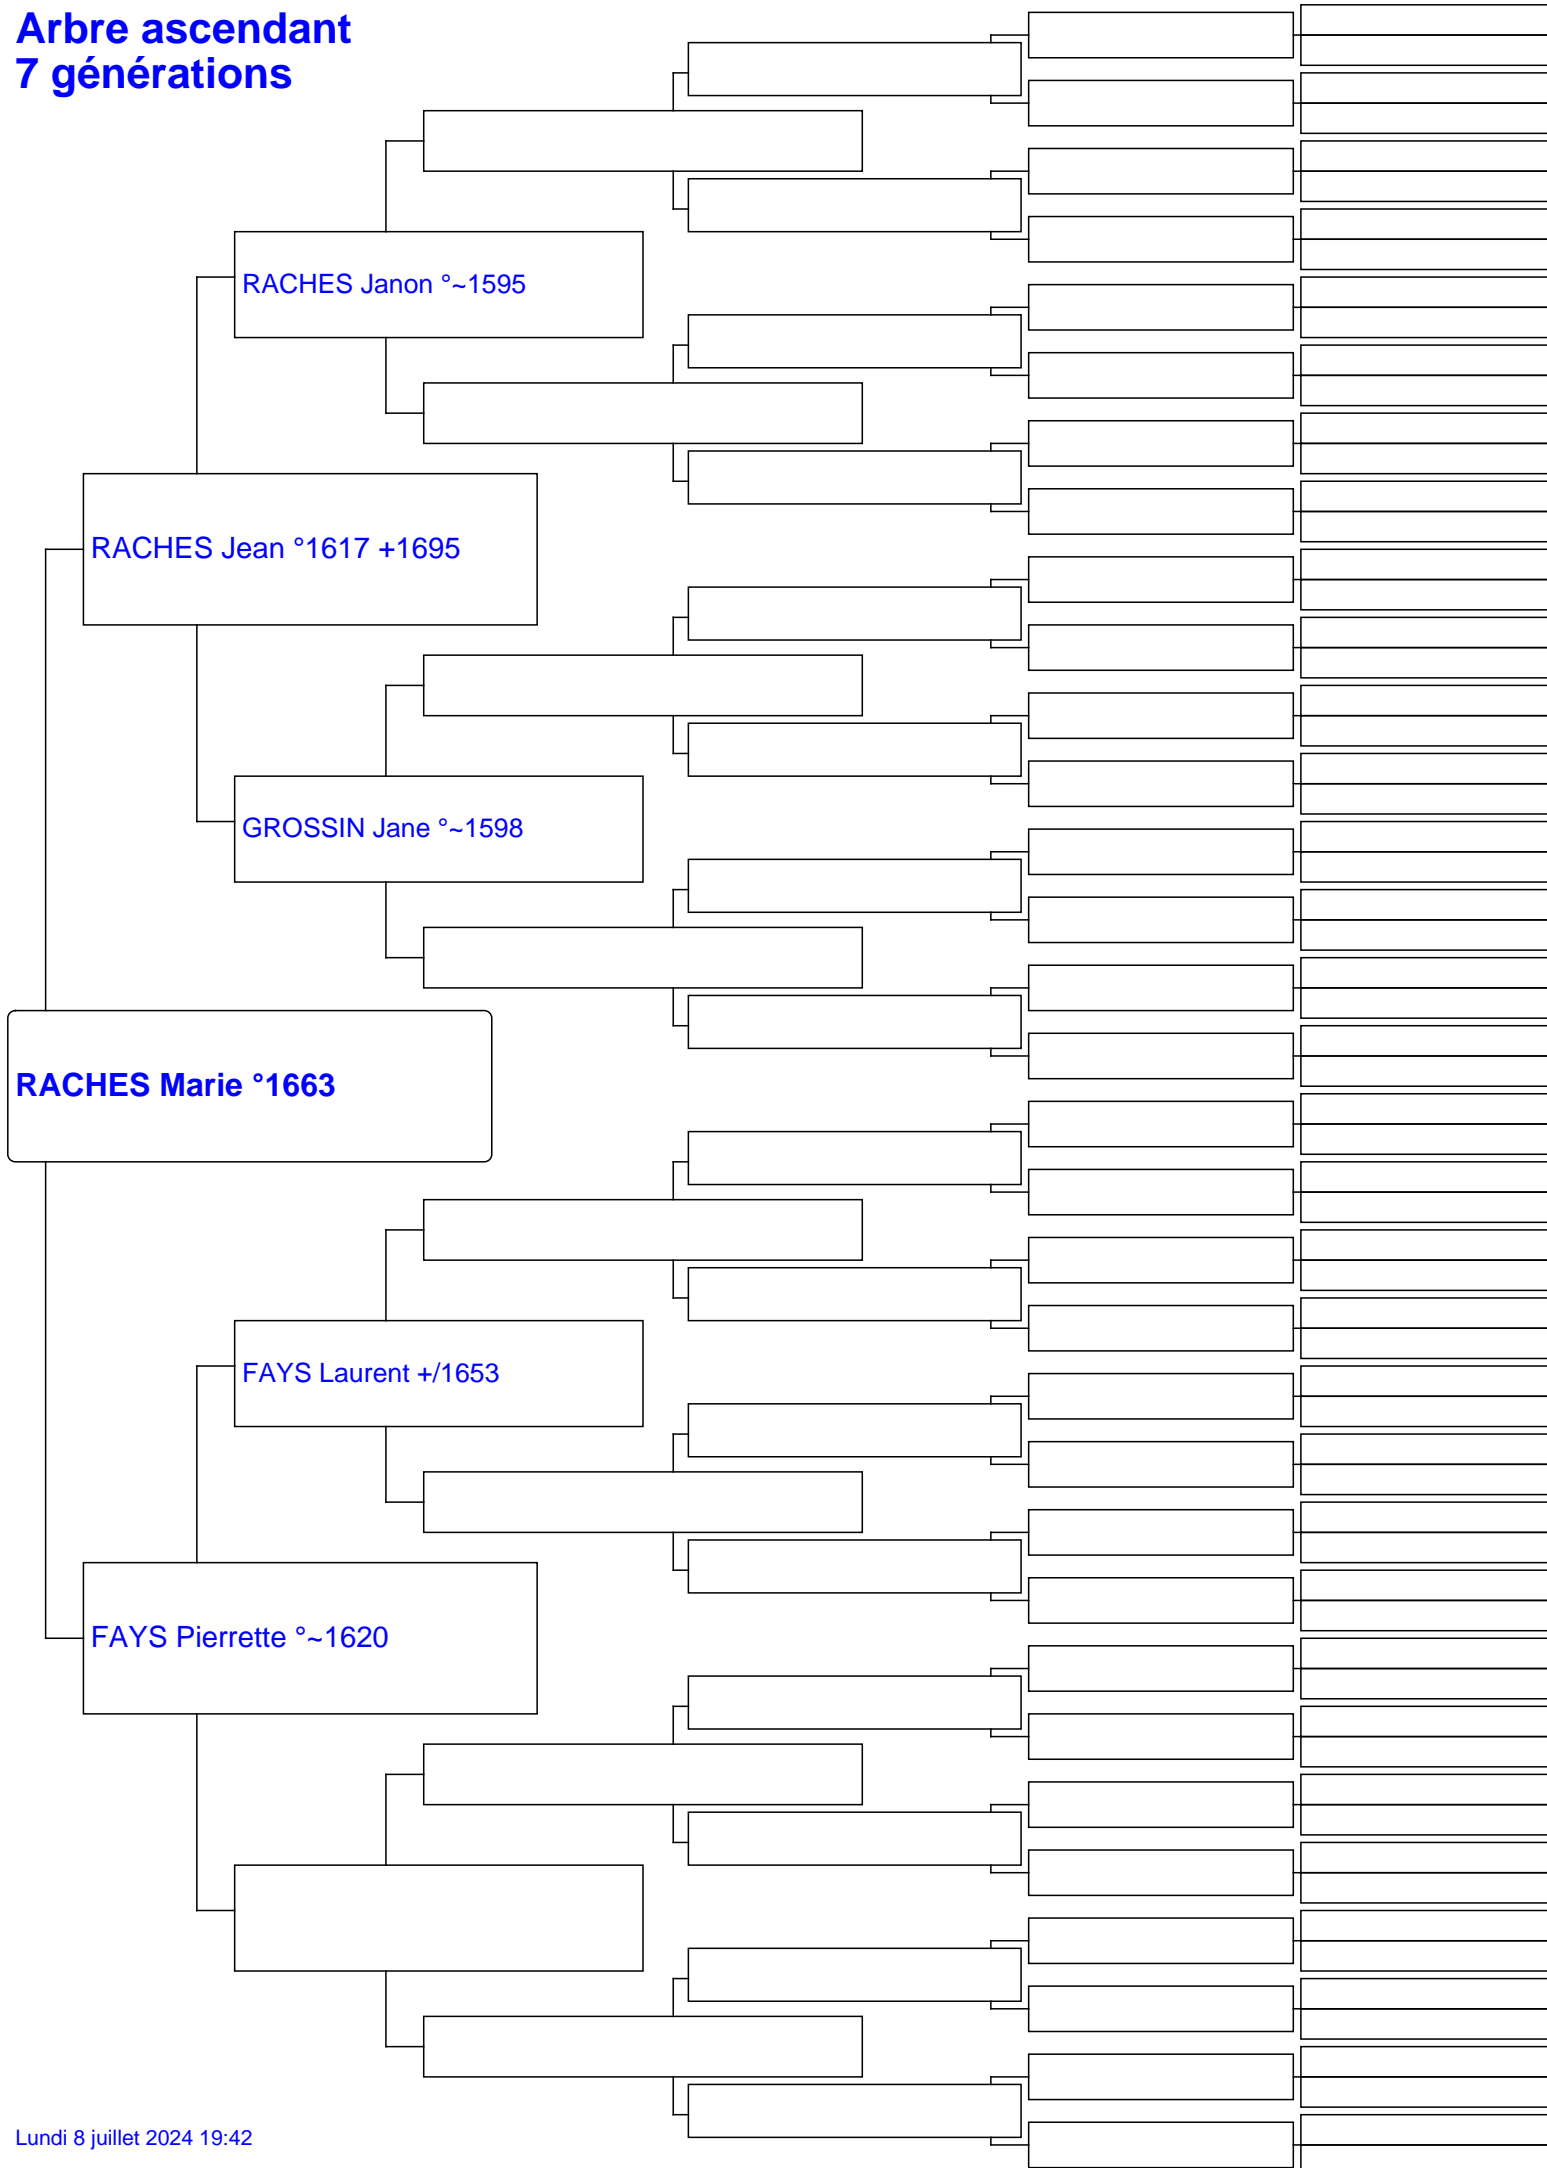 Arbre ascendant
7 générations
RACHES Janon °~1595
RACHES Jean °1617 +1695
GROSSIN Jane °~1598
RACHES Marie °1663
FAYS Laurent +/1653
FAYS Pierrette °~1620
Lundi 8 juillet 2024 19:42